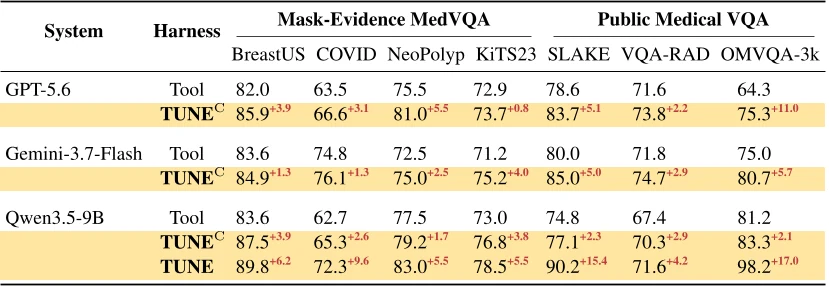 System Harness Mask-Evidence MedVQA Public Medical VQA
BreastUS COVID NeoPolyp KiTS23 SLAKE VQA-RAD OMVQA-3k
GPT-5.6 Tool 82.0 63.5 75.5 72.9 78.6 71.6 64.3
TUNE^C 85.9^+3.9 66.6^+3.1 81.0^+5.5 73.7^+0.8 83.7^+5.1 73.8^+2.2 75.3^+11.0
Gemini-3.7-Flash Tool 83.6 74.8 72.5 71.2 80.0 71.8 75.0
TUNE^C 84.9^+1.3 76.1^+1.3 75.0^+2.5 75.2^+4.0 85.0^+5.0 74.7^+2.9 80.7^+5.7
Qwen3.5-9B Tool 83.6 62.7 77.5 73.0 74.8 67.4 81.2
TUNE^C 87.5^+3.9 65.3^+2.6 79.2^+1.7 76.8^+3.8 77.1^+2.3 70.3^+2.9 83.3^+2.1
TUNE 89.8^+6.2 72.3^+9.6 83.0^+5.5 78.5^+5.5 90.2^+15.4 71.6^+4.2 98.2^+17.0